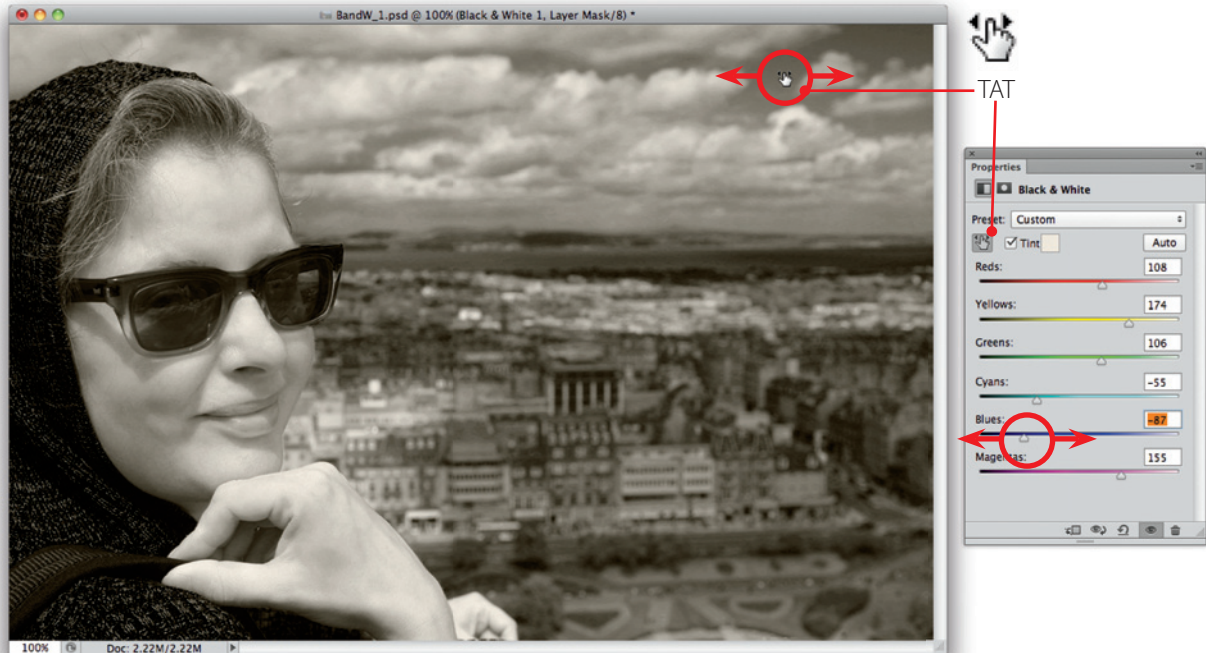 BandW_1.psd @ 100% (Black & White 1, Layer Mask/8) *
TAT
Properties
Black & White
Preset: Custom
Tint Auto
Reds: 108
Yellows: 174
Greens: 106
Cyans: -55
Blues: -87
Magentas: 155
100% Doc: 2.22M/2.22M